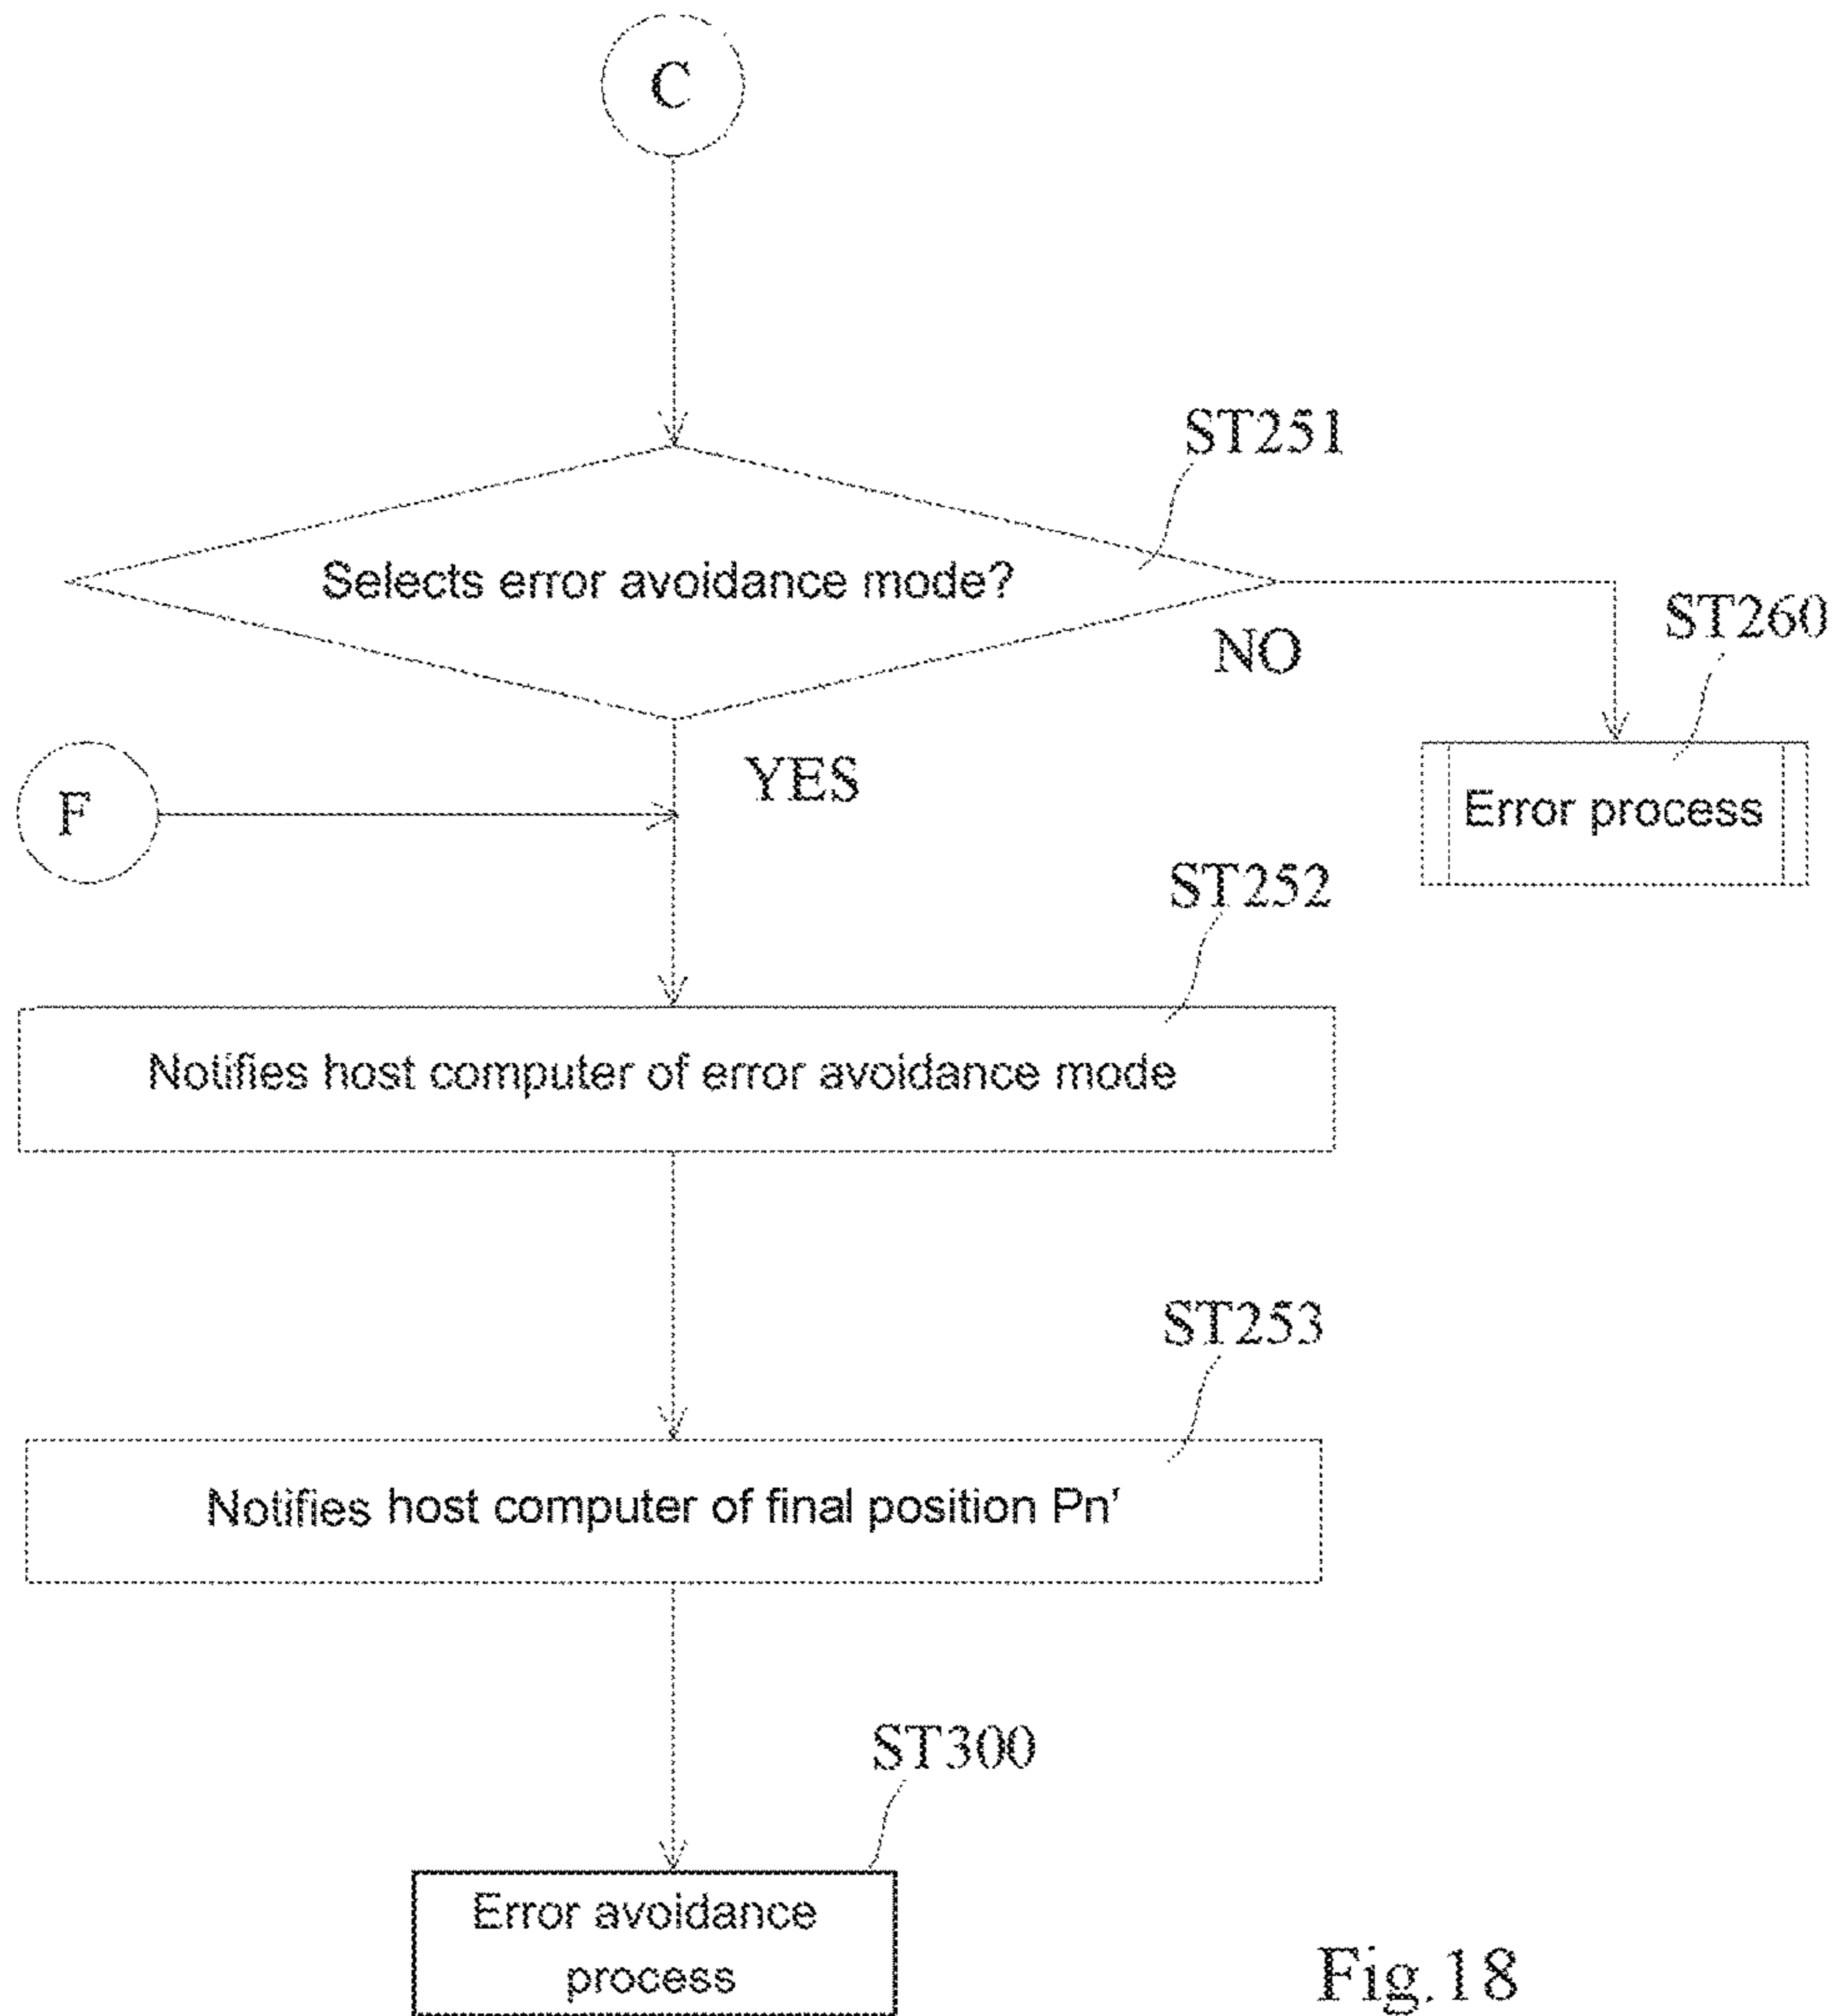 C
ST251
Selects error avoidance mode?
NO
ST260
YES
F
Error process
ST252
Notifies host computer of error avoidance mode
ST253
Notifies host computer of final position Pn'
ST300
Error avoidance
process
Fig.18